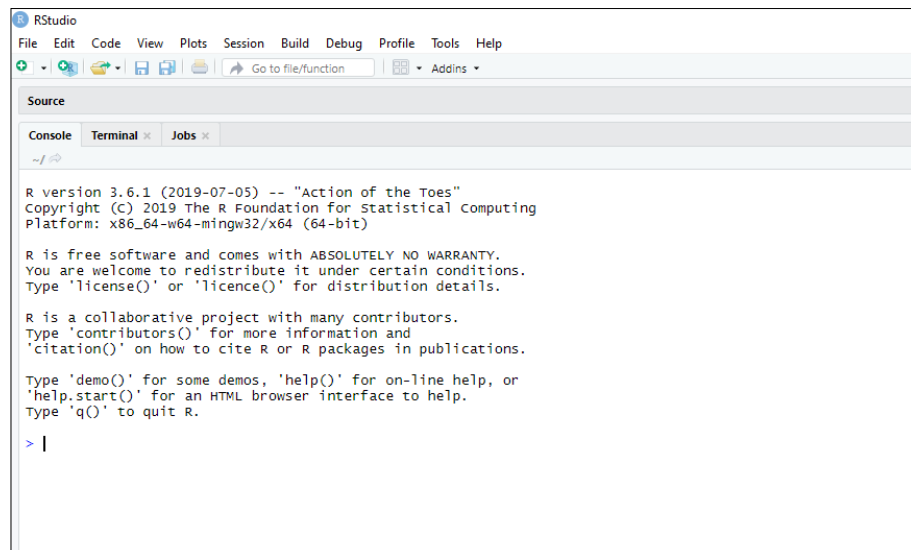 RStudio
File Edit Code View Plots Session Build Debug Profile Tools Help
Go to file/function Addins
Source
Console Terminal Jobs
~/
R version 3.6.1 (2019-07-05) -- "Action of the Toes"
Copyright (C) 2019 The R Foundation for Statistical Computing
Platform: x86_64-w64-mingw32/x64 (64-bit)
R is free software and comes with ABSOLUTELY NO WARRANTY.
You are welcome to redistribute it under certain conditions.
Type 'license()' or 'licence()' for distribution details.
R is a collaborative project with many contributors.
Type 'contributors()' for more information and
'citation()' on how to cite R or R packages in publications.
Type 'demo()' for some demos, 'help()' for on-line help, or
'help.start()' for an HTML browser interface to help.
Type 'q()' to quit R.
>